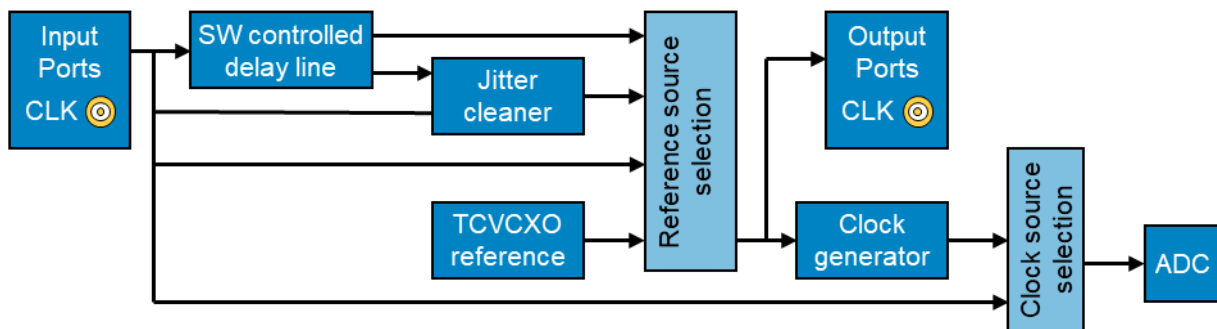 Input
Ports
CLK
SW controlled
delay line
Jitter
cleaner
TCVCXO
reference
Reference source
selection
Output
Ports
CLK
Clock
generator
Clock source
selection
ADC